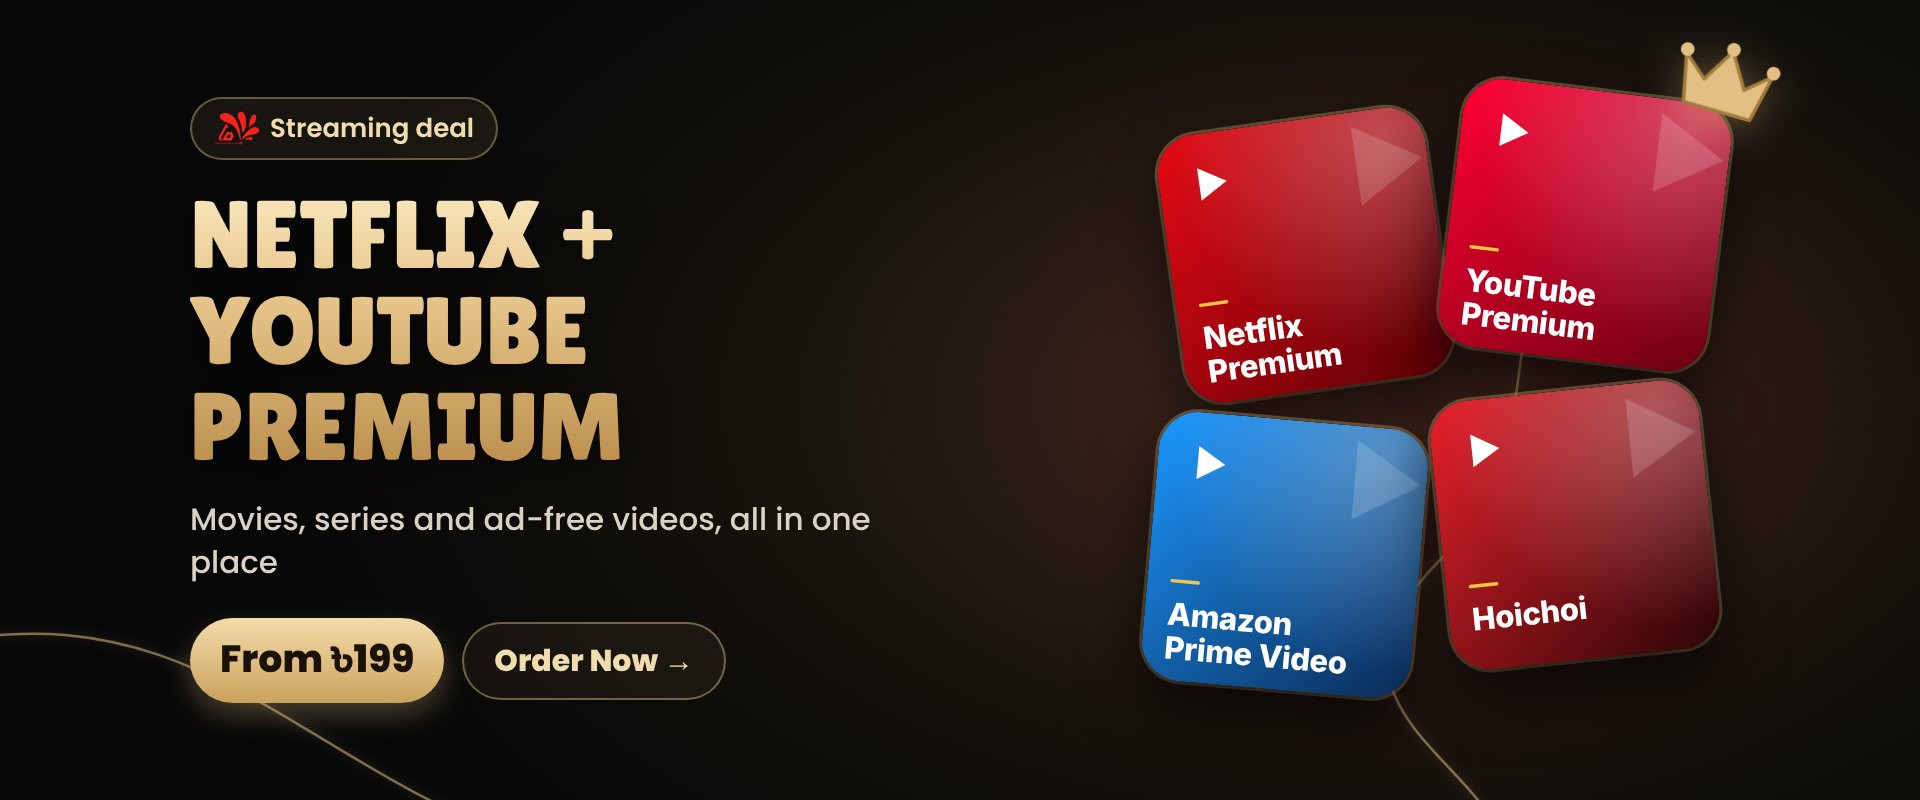 Streaming deal
NETFLIX +
YOUTUBE
PREMIUM
Movies, series and ad-free videos, all in one
place
From ৳199
Order Now →
Netflix
Premium
YouTube
Premium
Amazon
Prime Video
Hoichoi